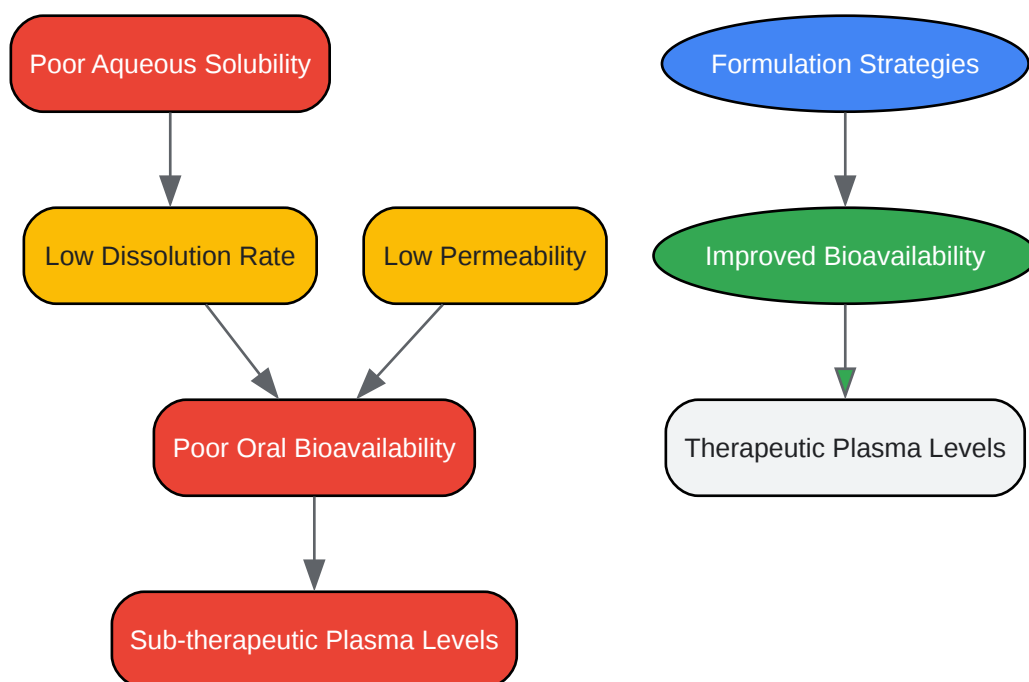 Poor Aqueous Solubility
Formulation Strategies
Low Dissolution Rate
Low Permeability
Improved Bioavailability
Poor Oral Bioavailability
Therapeutic Plasma Levels
Sub-therapeutic Plasma Levels